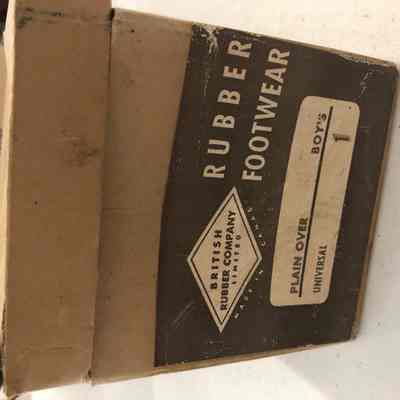 RUBBER
FOOTWEAR
BRITISH
RUBBER COMPANY
LIMITED
MADE IN CANADA
PLAIN OVER BOY'S
UNIVERSAL 1